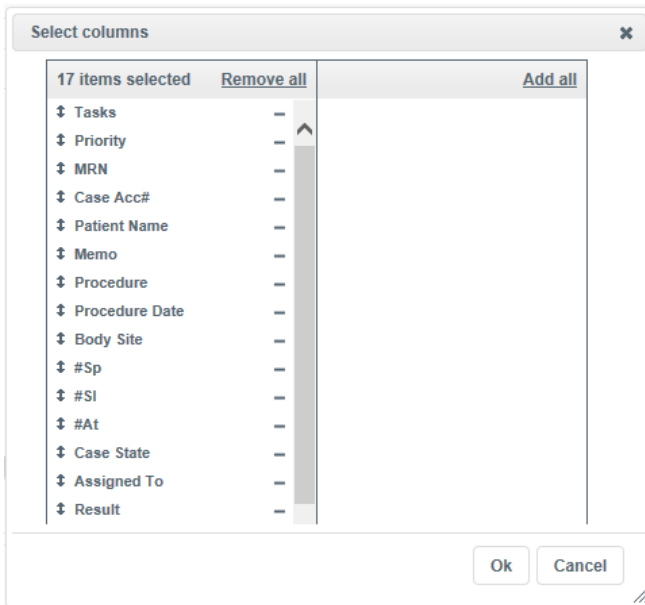 Select columns
17 items selected Remove all Add all
Tasks
Priority
MRN
Case Acc#
Patient Name
Memo
Procedure
Procedure Date
Body Site
#Sp
#Sl
#At
Case State
Assigned To
Result
Ok Cancel